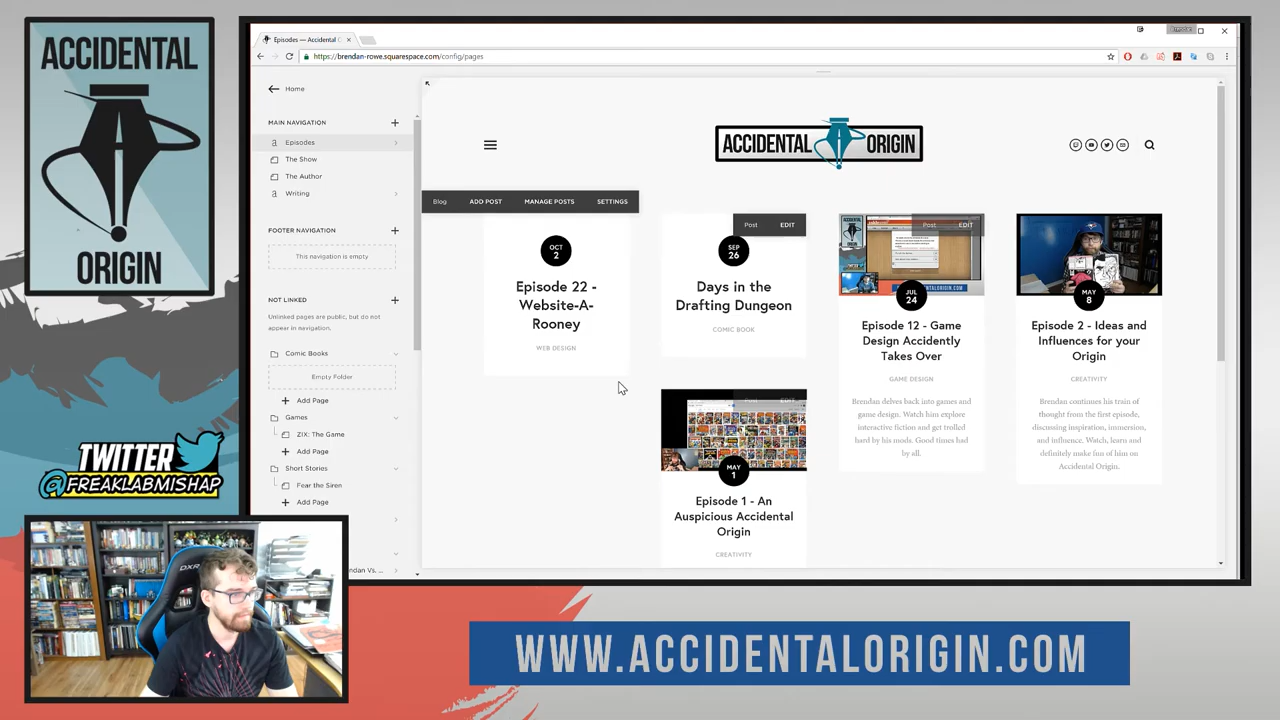 ACCIDENTAL
ORIGIN
TWITTER
@FREAKLABMISHAP
Episodes — Accidental O
https://brendan-rowe.squarespace.com/config/pages
Home
MAIN NAVIGATION
Episodes
The Show
The Author
Writing
FOOTER NAVIGATION
This navigation is empty
NOT LINKED
Unlinked pages are public, but do
not appear in navigation.
Comic Books
Empty Folder
Add Page
Games
ZIX: The Game
Add Page
Short Stories
Fear the Siren
Add Page
Brendan Vs. ...
ACCIDENTAL ORIGIN
Blog ADD POST MANAGE POSTS SETTINGS
OCT
2
Episode 22 -
Website-A-
Rooney
WEB DESIGN
Post EDIT
SEP
26
Days in the
Drafting Dungeon
COMIC BOOK
Post EDIT
MAY
1
Episode 1 - An
Auspicious Accidental
Origin
CREATIVITY
Post EDIT
JUL
24
Episode 12 - Game
Design Accidently
Takes Over
GAME DESIGN
Brendan delves back into games and
game design. Watch him explore
interactive fiction and get trolled
hard by his mods. Good times had
by all.
MAY
8
Episode 2 - Ideas and
Influences for your
Origin
CREATIVITY
Brendan continues his train of
thought from the first episode,
discussing inspiration, immersion,
and influence. Watch, learn and
definitely make fun of him on
Accidental Origin.
DXR
WWW.ACCIDENTALORIGIN.COM